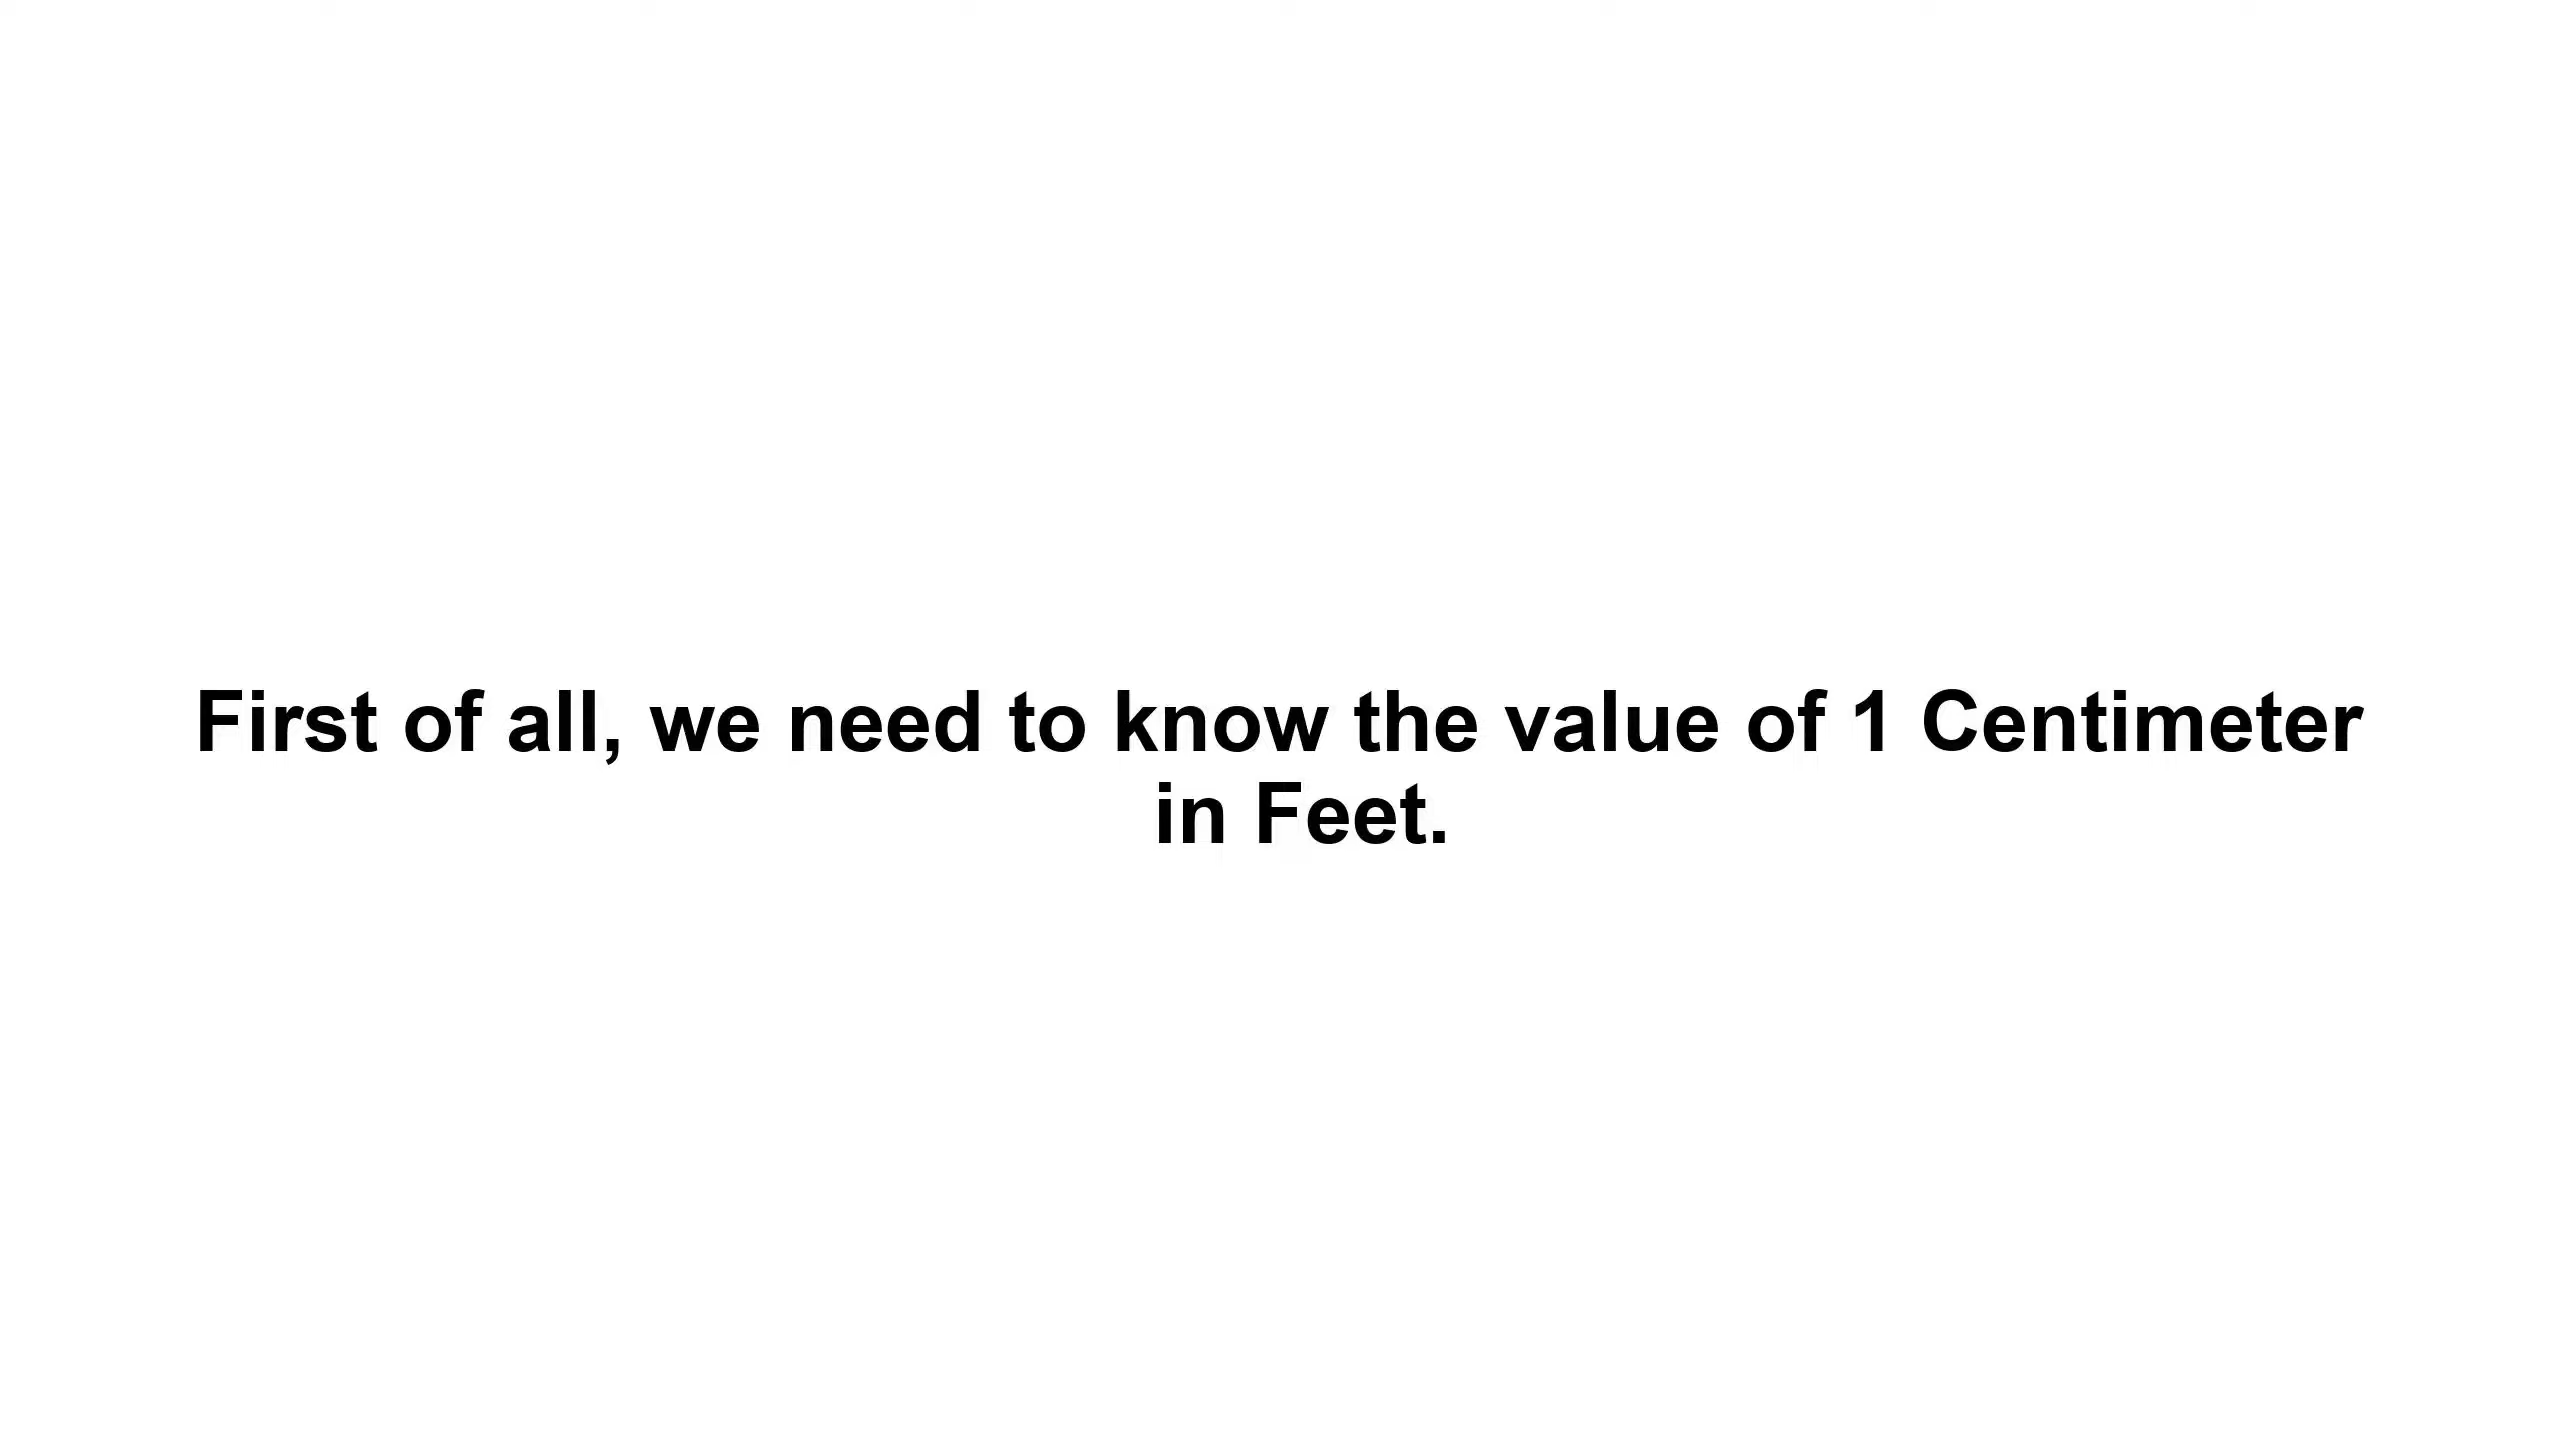 First of all, we need to know the value of 1 Centimeter
in Feet.